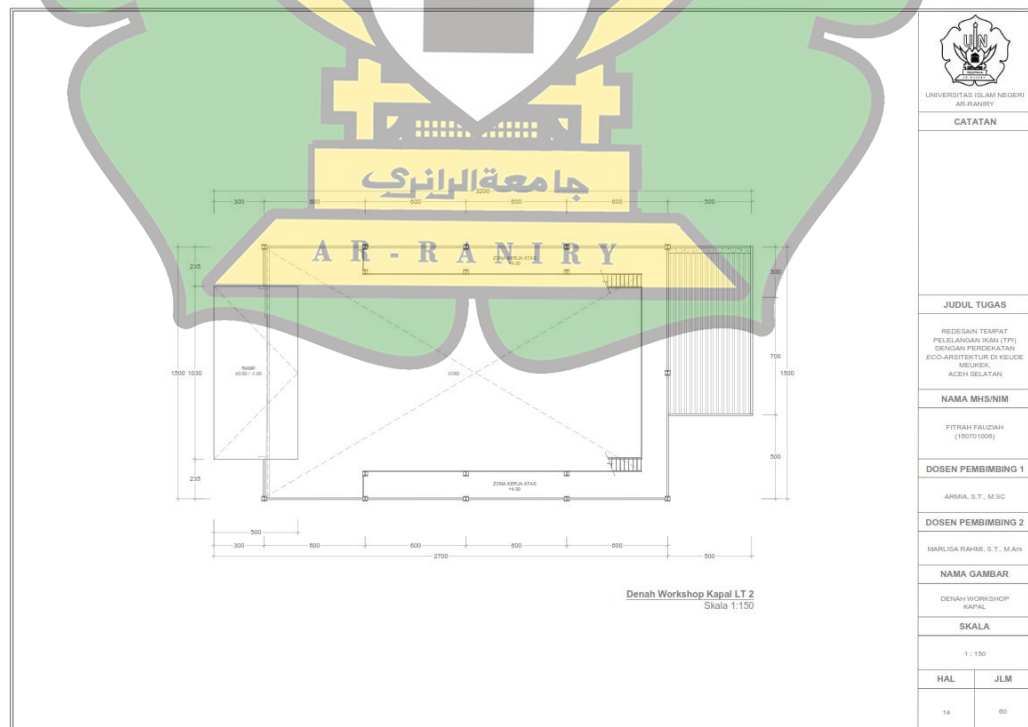 UNIVERSITAS ISLAM NEGERI
AR-RANIRY
CATATAN
جامعة الرانري
AR-RANIRY
3200
300 600 600 600 600 500
ZONA KERJA ATAS
+4.00
235
300
RAMP
±0.00 / -1.00
VOID
1500 1030
700
1500
235
500
ZONA KERJA ATAS
+4.00
500
300 600 600 600 600
2700
500
Denah Workshop Kapal LT 2
Skala 1:150
JUDUL TUGAS
REDESAIN TEMPAT
PELELANGAN IKAN (TPI)
DENGAN PERDEKATAN
ECO-ARSITEKTUR DI KEUDE
MEUKEK,
ACEH SELATAN
NAMA MHS/NIM
FITRAH FAUZIAH
(180701008)
DOSEN PEMBIMBING 1
ARMIA, S.T., M.SC
DOSEN PEMBIMBING 2
MARLISA RAHMI, S.T., M.Ars
NAMA GAMBAR
DENAH WORKSHOP
KAPAL
SKALA
1 : 150
HAL JLM
14 60